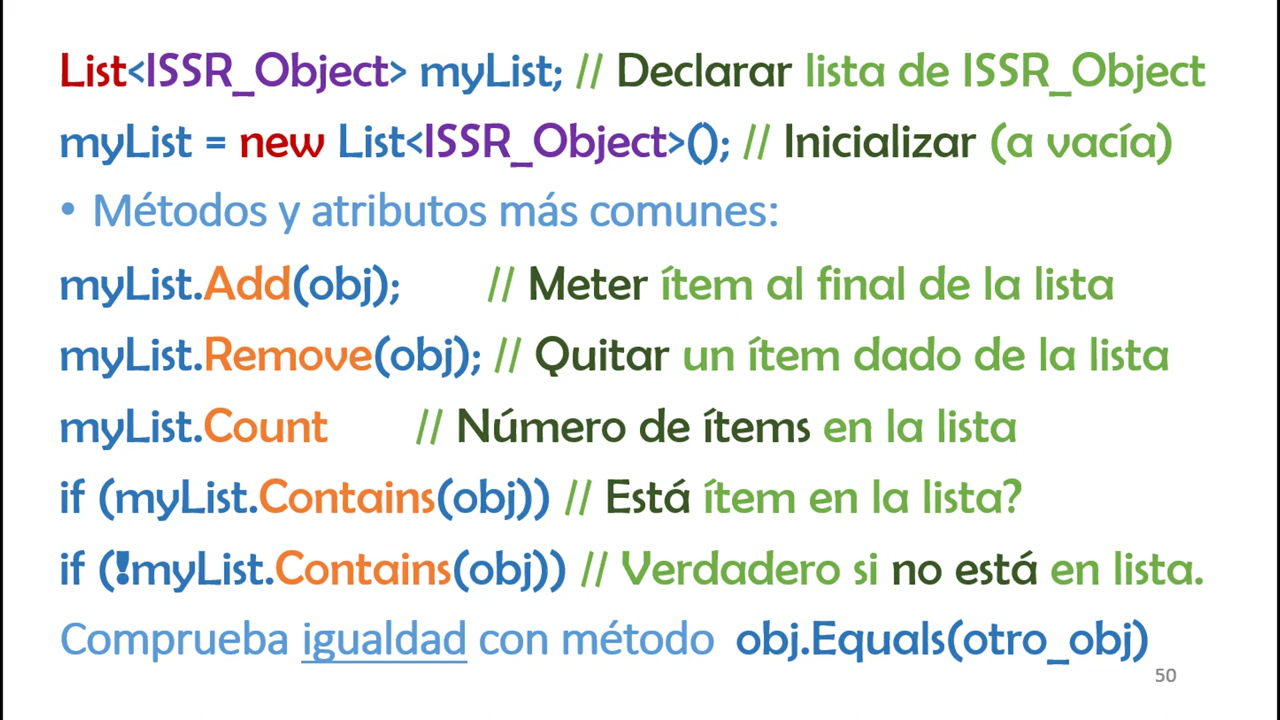 List<ISSR_Object> myList; // Declarar lista de ISSR_Object
myList = new List<ISSR_Object>(); // Inicializar (a vacía)
• Métodos y atributos más comunes:
myList.Add(obj); // Meter ítem al final de la lista
myList.Remove(obj); // Quitar un ítem dado de la lista
myList.Count // Número de ítems en la lista
if (myList.Contains(obj)) // Está ítem en la lista?
if (!myList.Contains(obj)) // Verdadero si no está en lista.
Comprueba igualdad con método obj.Equals(otro_obj)
50